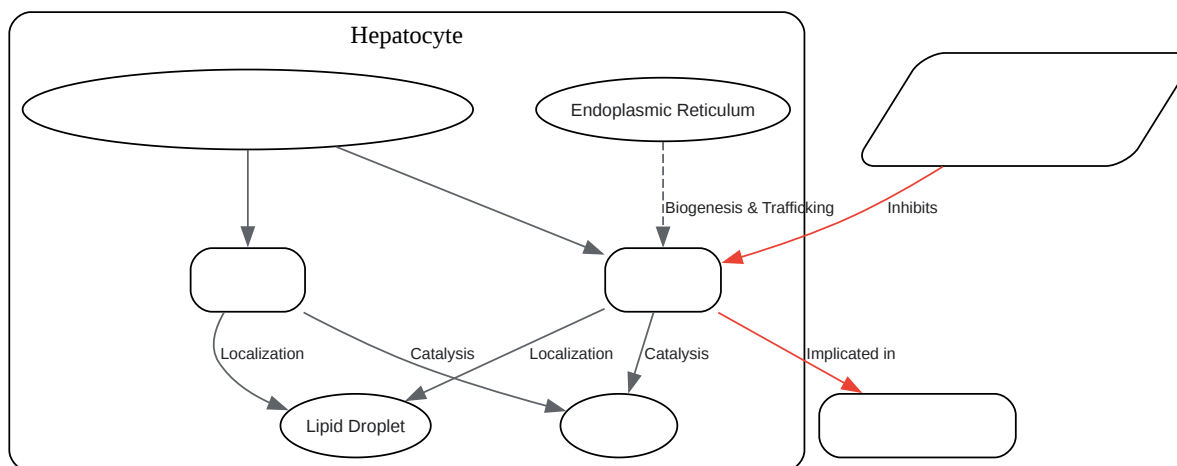 Hepatocyte
Endoplasmic Reticulum
Biogenesis & Trafficking
Inhibits
Localization
Catalysis
Localization
Catalysis
Implicated in
Lipid Droplet